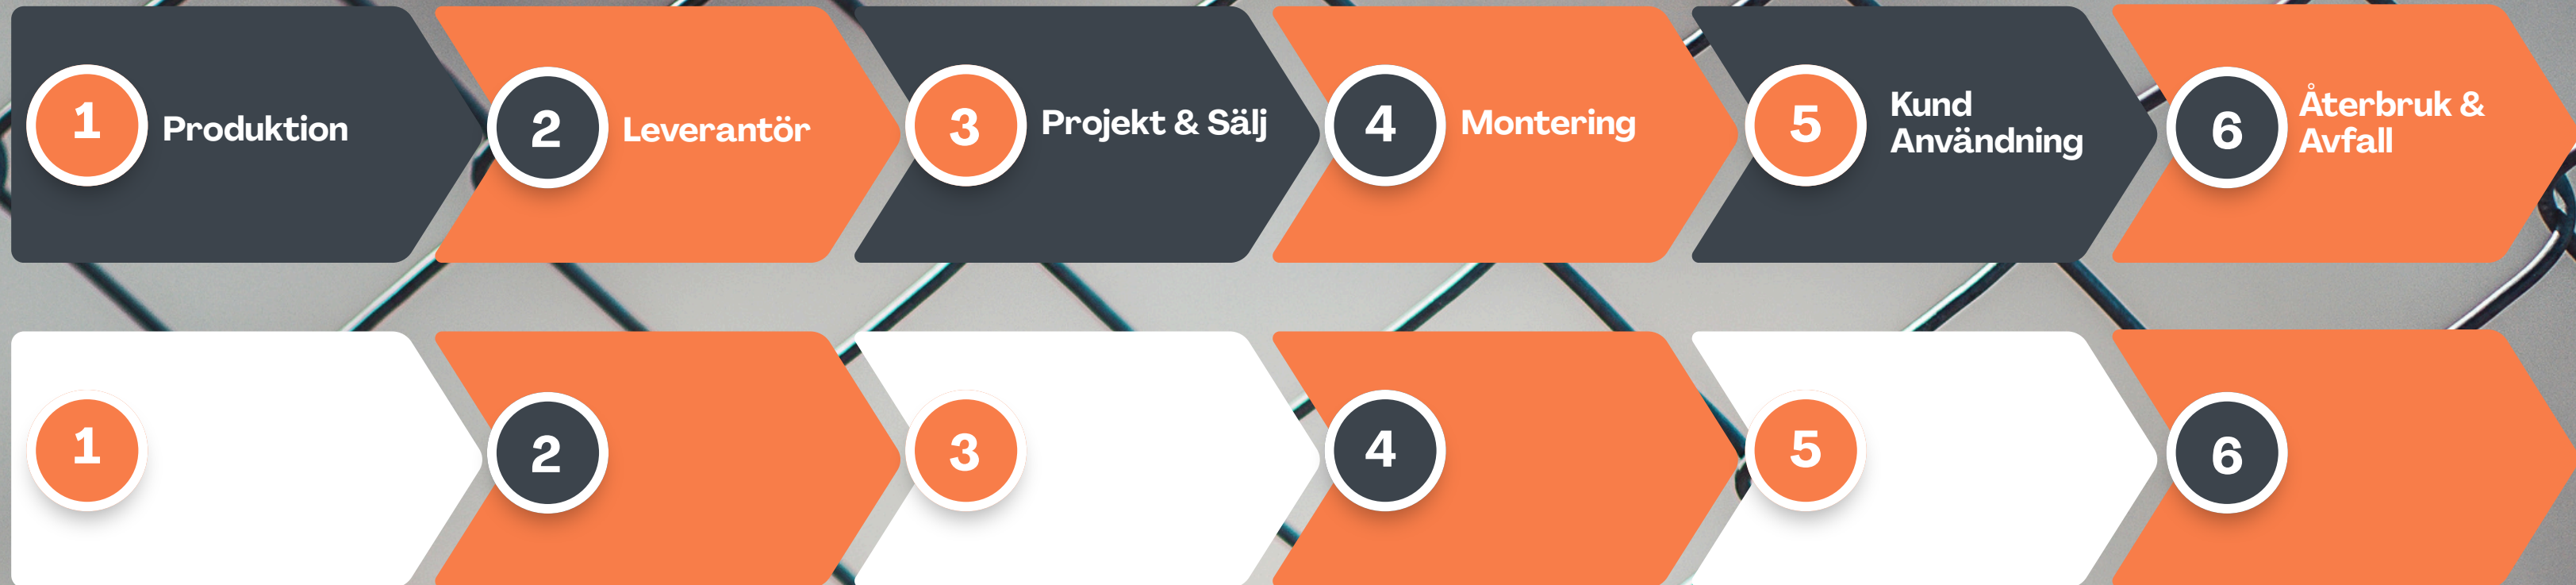 1 Produktion
2 Leverantör
3 Projekt & Sälj
4 Montering
5 Kund
Användning
6 Återbruk &
Avfall
1
2
3
4
5
6